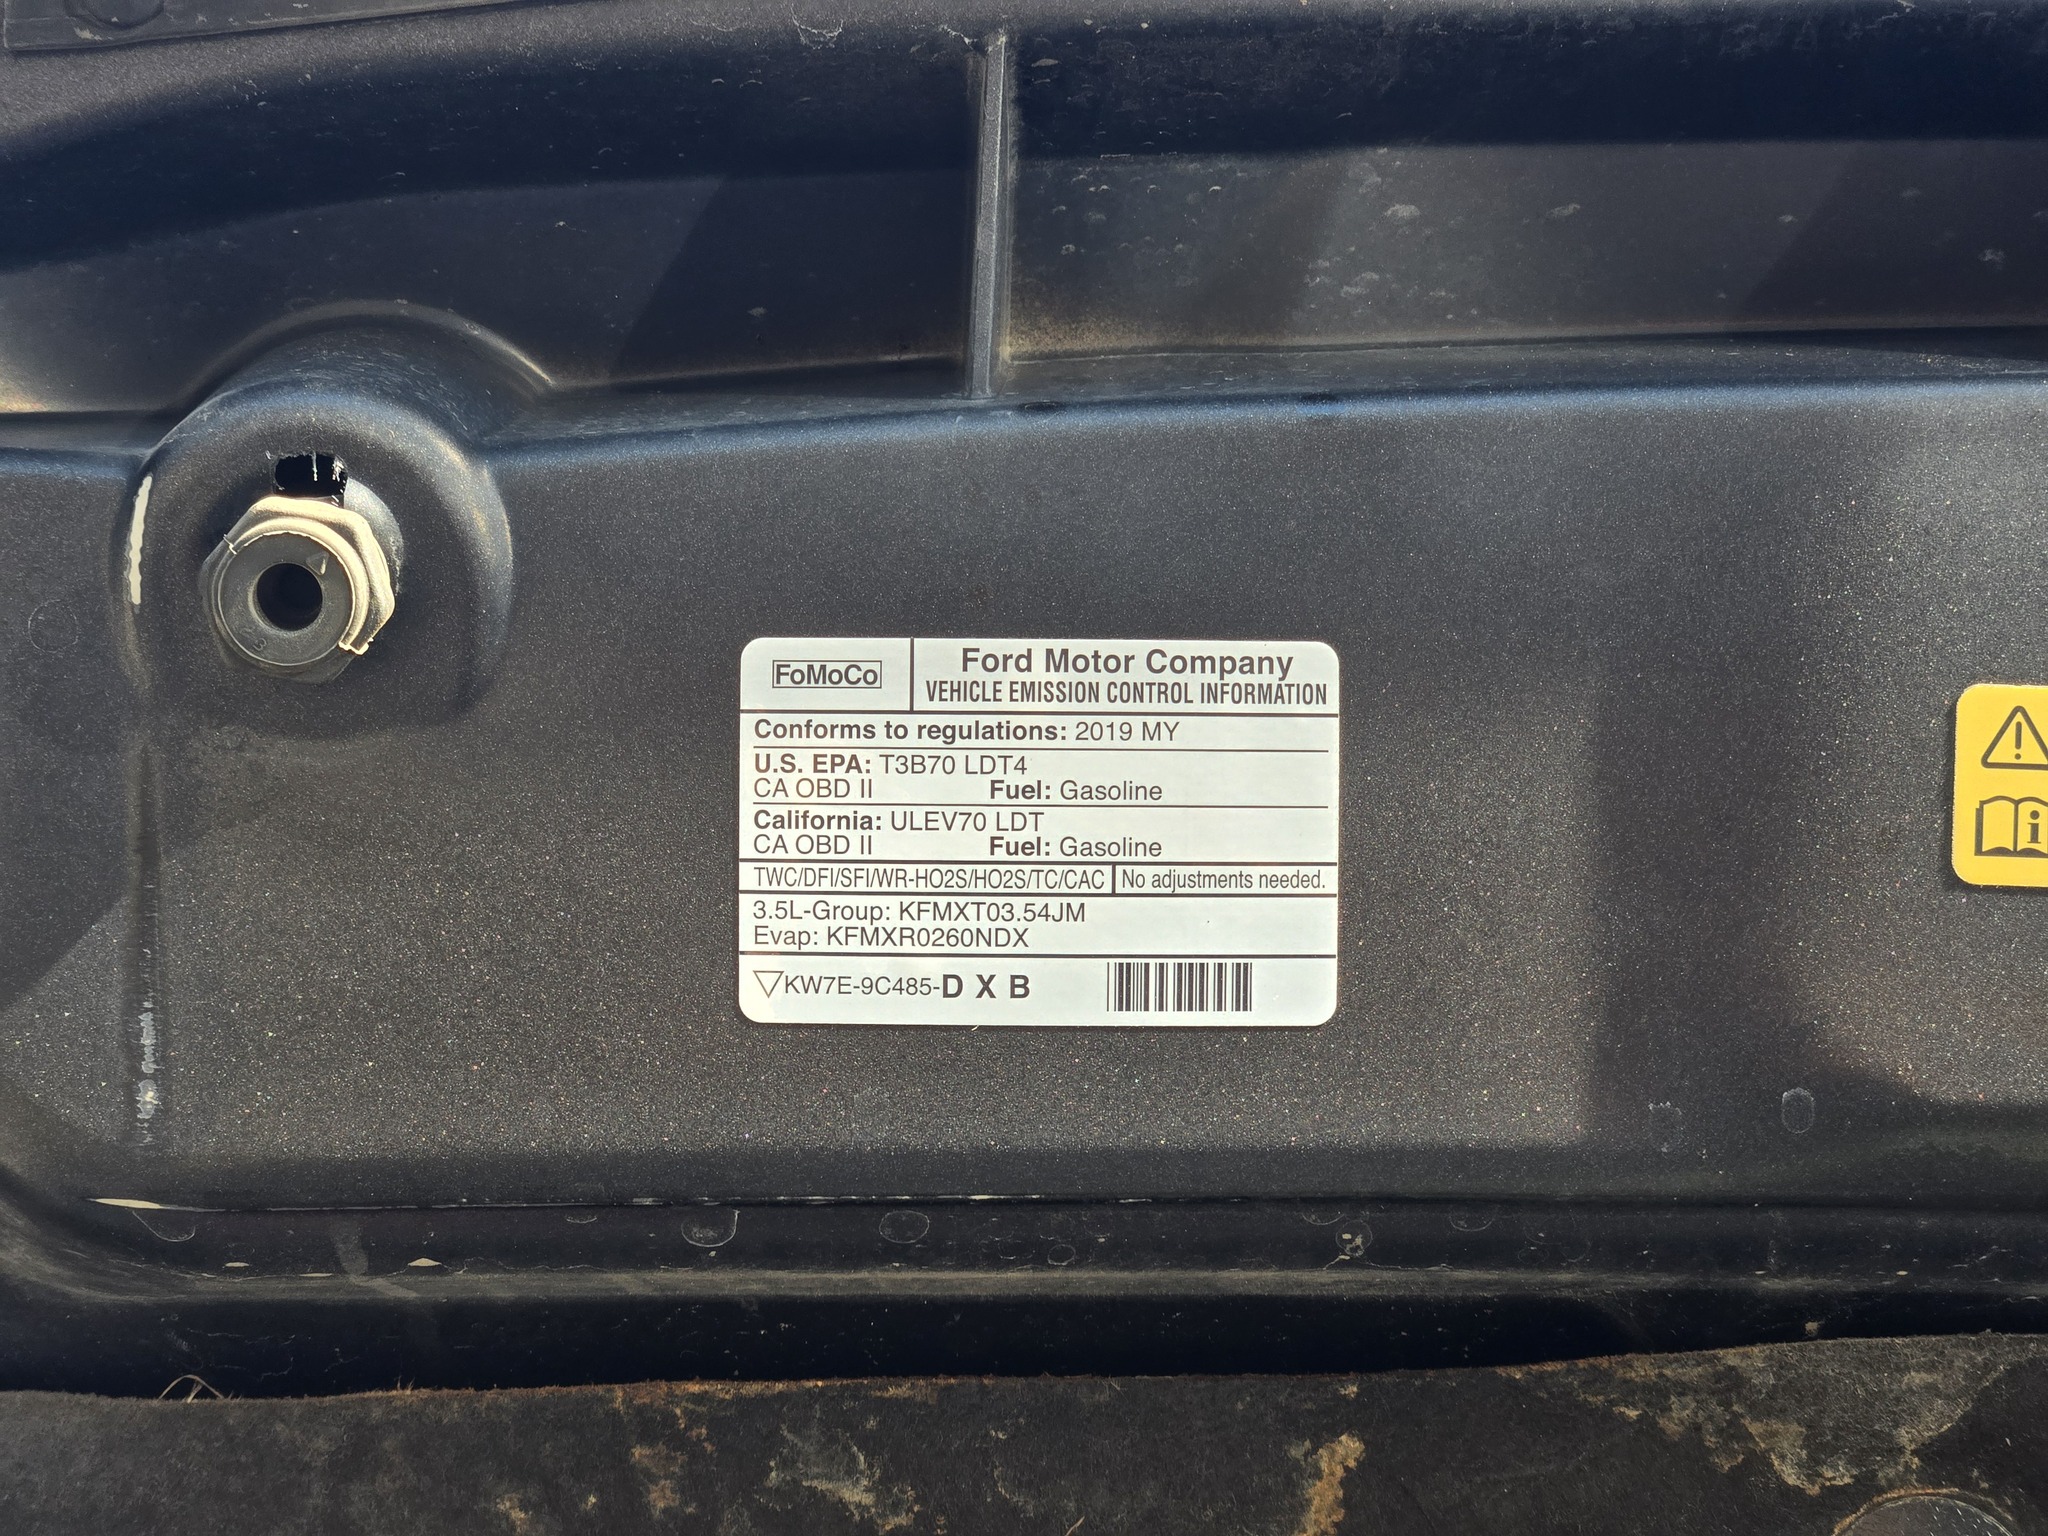 FoMoCo
Ford Motor Company
VEHICLE EMISSION CONTROL INFORMATION
Conforms to regulations: 2019 MY
U.S. EPA: T3B70 LDT4
CA OBD II Fuel: Gasoline
California: ULEV70 LDT
CA OBD II Fuel: Gasoline
TWC/DFI/SFI/WR-HO2S/HO2S/TC/CAC No adjustments needed.
3.5L-Group: KFMXT03.54JM
Evap: KFMXR0260NDX
KW7E-9C485-D X B